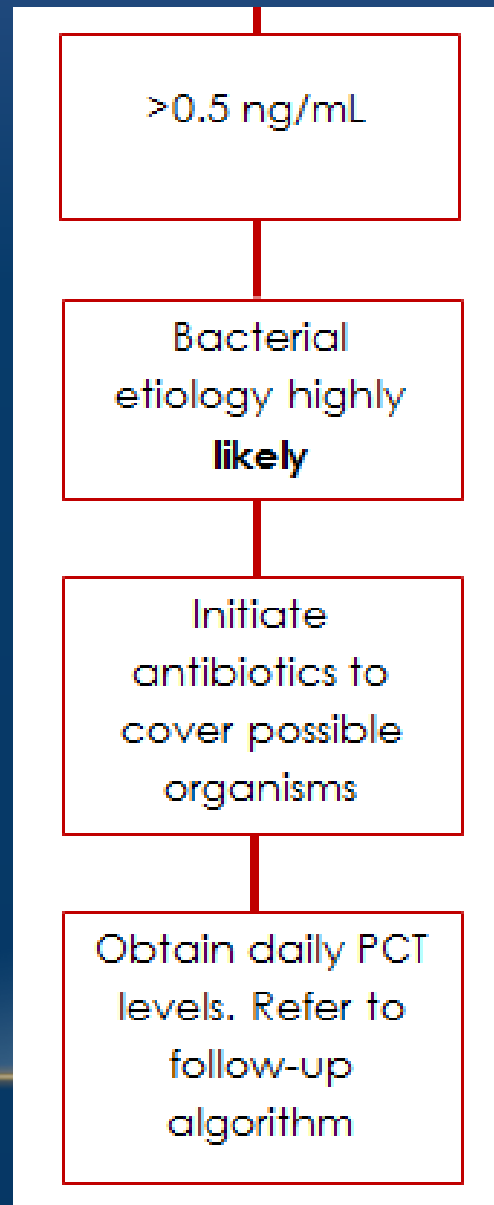 >0.5 ng/mL
Bacterial
etiology highly
likely
Initiate
antibiotics to
cover possible
organisms
Obtain daily PCT
levels. Refer to
follow-up
algorithm